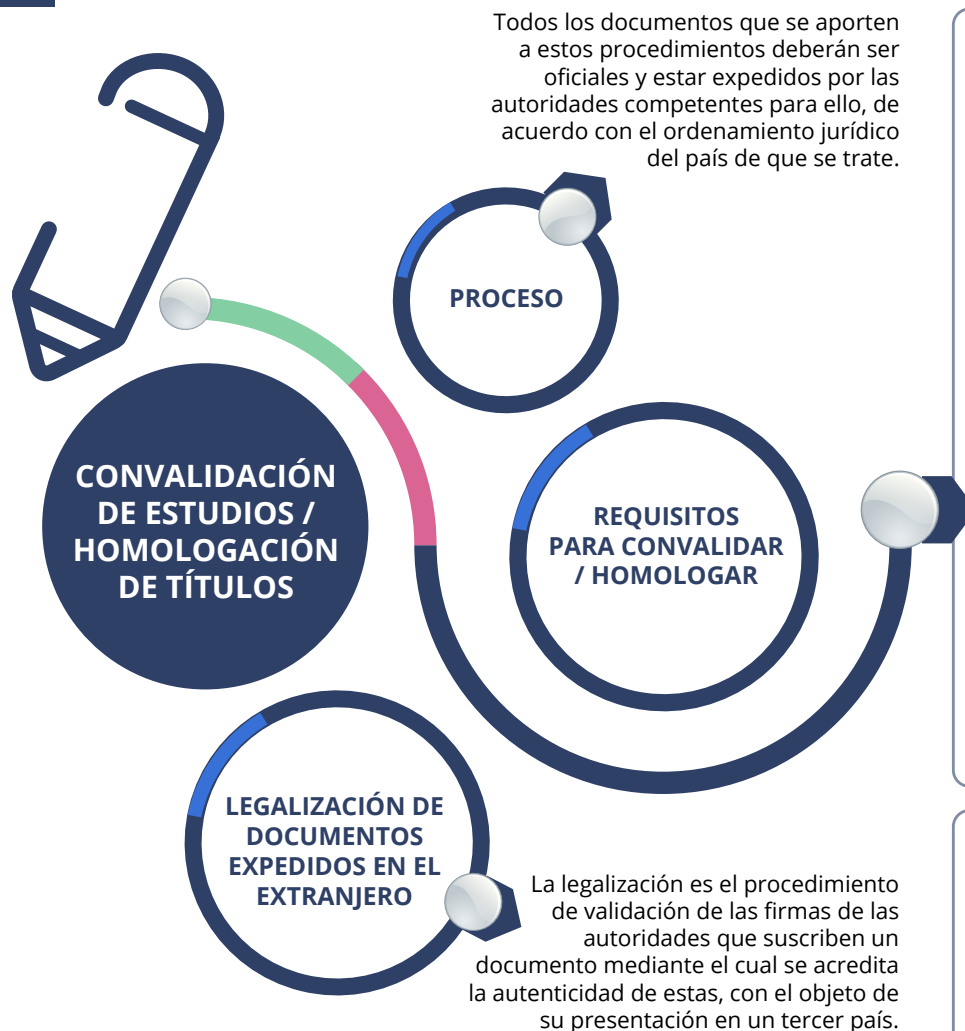 Todos los documentos que se aporten
a estos procedimientos deberán ser
oficiales y estar expedidos por las
autoridades competentes para ello, de
acuerdo con el ordenamiento jurídico
del país de que se trate.
PROCESO
CONVALIDACIÓN
DE ESTUDIOS /
HOMOLOGACIÓN
DE TÍTULOS
REQUISITOS
PARA CONVALIDAR
/ HOMOLOGAR
LEGALIZACIÓN DE
DOCUMENTOS
EXPEDIDOS EN EL
EXTRANJERO
La legalización es el procedimiento
de validación de las firmas de las
autoridades que suscriben un
documento mediante el cual se acredita
la autenticidad de estas, con el objeto de
su presentación en un tercer país.